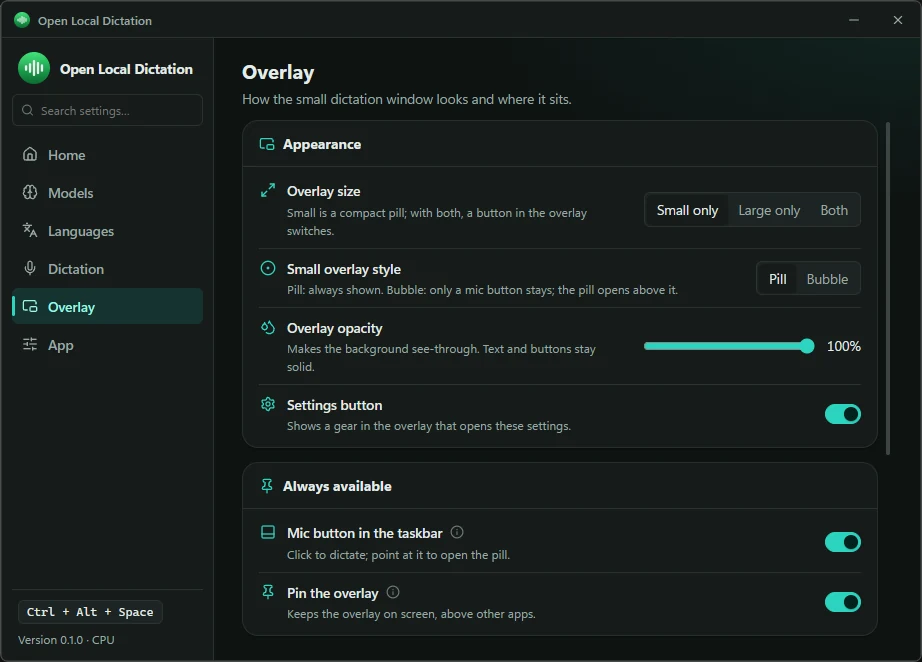 Open Local Dictation
Open Local Dictation
Search settings...
Home
Models
Languages
Dictation
Overlay
App
Ctrl + Alt + Space
Version 0.1.0 · CPU
Overlay
How the small dictation window looks and where it sits.
Appearance
Overlay size
Small is a compact pill; with both, a button in the overlay
switches.
Small only Large only Both
Small overlay style
Pill: always shown. Bubble: only a mic button stays; the pill opens above it.
Pill Bubble
Overlay opacity
Makes the background see-through. Text and buttons stay
solid.
100%
Settings button
Shows a gear in the overlay that opens these settings.
Always available
Mic button in the taskbar
Click to dictate; point at it to open the pill.
Pin the overlay
Keeps the overlay on screen, above other apps.